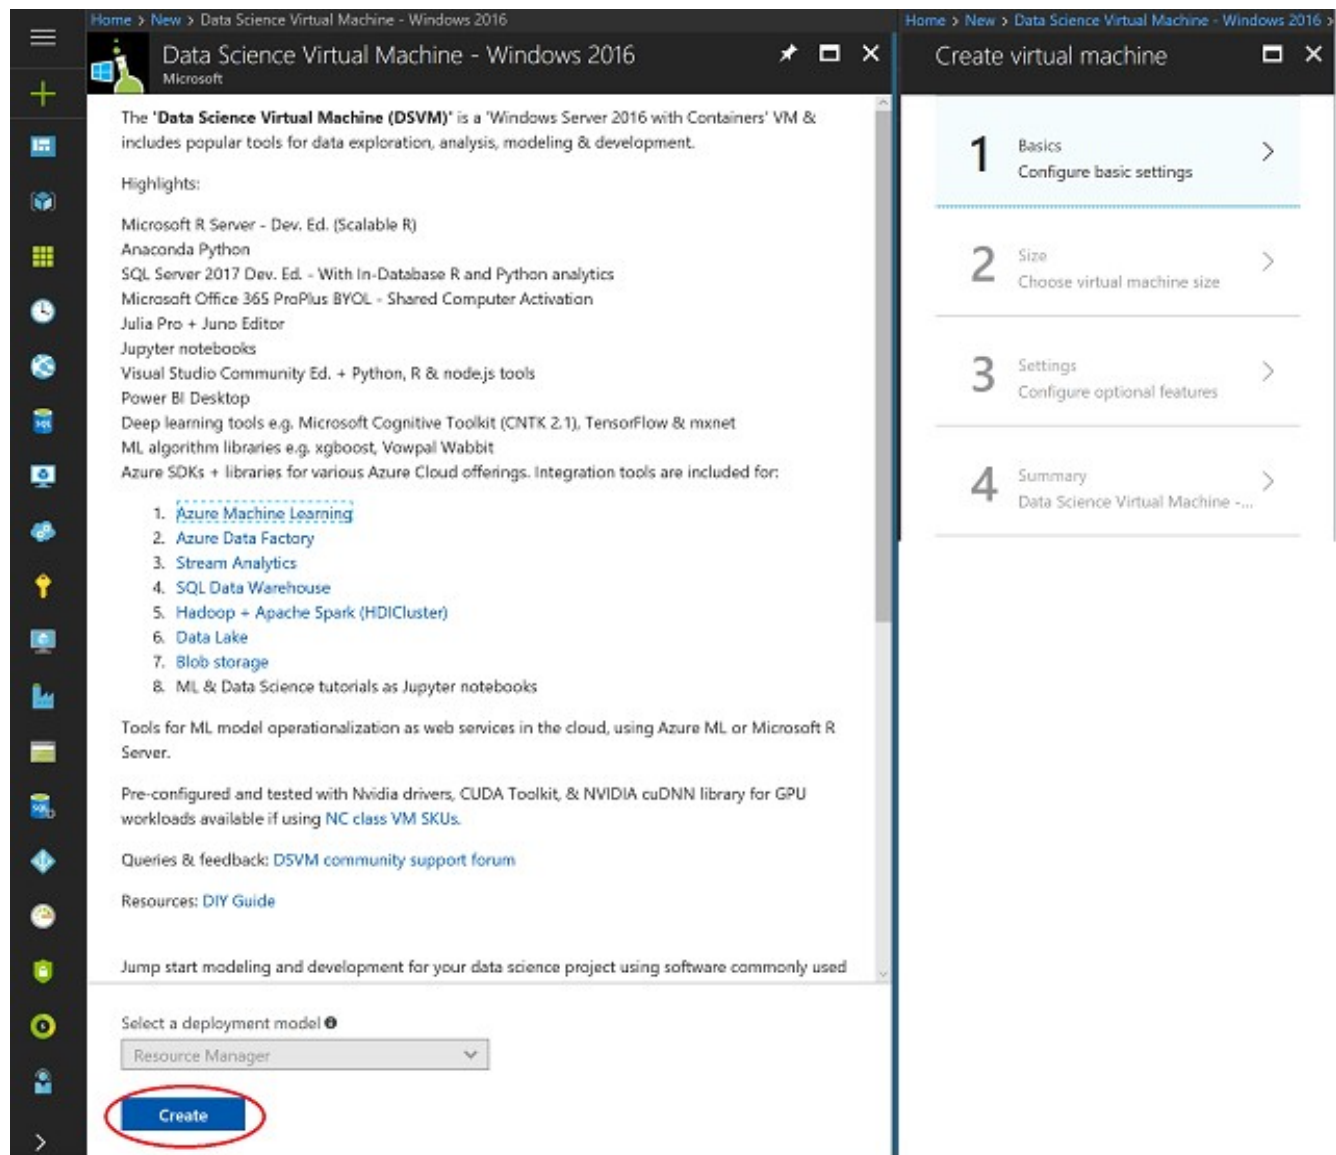 Home > New > Data Science Virtual Machine - Windows 2016
Data Science Virtual Machine - Windows 2016
Microsoft
The 'Data Science Virtual Machine (DSVM)' is a 'Windows Server 2016 with Containers' VM &
includes popular tools for data exploration, analysis, modeling & development.
Highlights:
Microsoft R Server - Dev. Ed. (Scalable R)
Anaconda Python
SQL Server 2017 Dev. Ed. - With In-Database R and Python analytics
Microsoft Office 365 ProPlus BYOL - Shared Computer Activation
Julia Pro + Juno Editor
Jupyter notebooks
Visual Studio Community Ed. + Python, R & node.js tools
Power BI Desktop
Deep learning tools e.g. Microsoft Cognitive Toolkit (CNTK 2.1), TensorFlow & mxnet
ML algorithm libraries e.g. xgboost, Vowpal Wabbit
Azure SDKs + libraries for various Azure Cloud offerings. Integration tools are included for:
1. Azure Machine Learning
2. Azure Data Factory
3. Stream Analytics
4. SQL Data Warehouse
5. Hadoop + Apache Spark (HDICluster)
6. Data Lake
7. Blob storage
8. ML & Data Science tutorials as Jupyter notebooks
Tools for ML model operationalization as web services in the cloud, using Azure ML or Microsoft R
Server.
Pre-configured and tested with Nvidia drivers, CUDA Toolkit, & NVIDIA cuDNN library for GPU
workloads available if using NC class VM SKUs.
Queries & feedback: DSVM community support forum
Resources: DIY Guide
Jump start modeling and development for your data science project using software commonly used
Select a deployment model
Resource Manager
Create
Home > New > Data Science Virtual Machine - Windows 2016 >
Create virtual machine
1 Basics
Configure basic settings
2 Size
Choose virtual machine size
3 Settings
Configure optional features
4 Summary
Data Science Virtual Machine -...